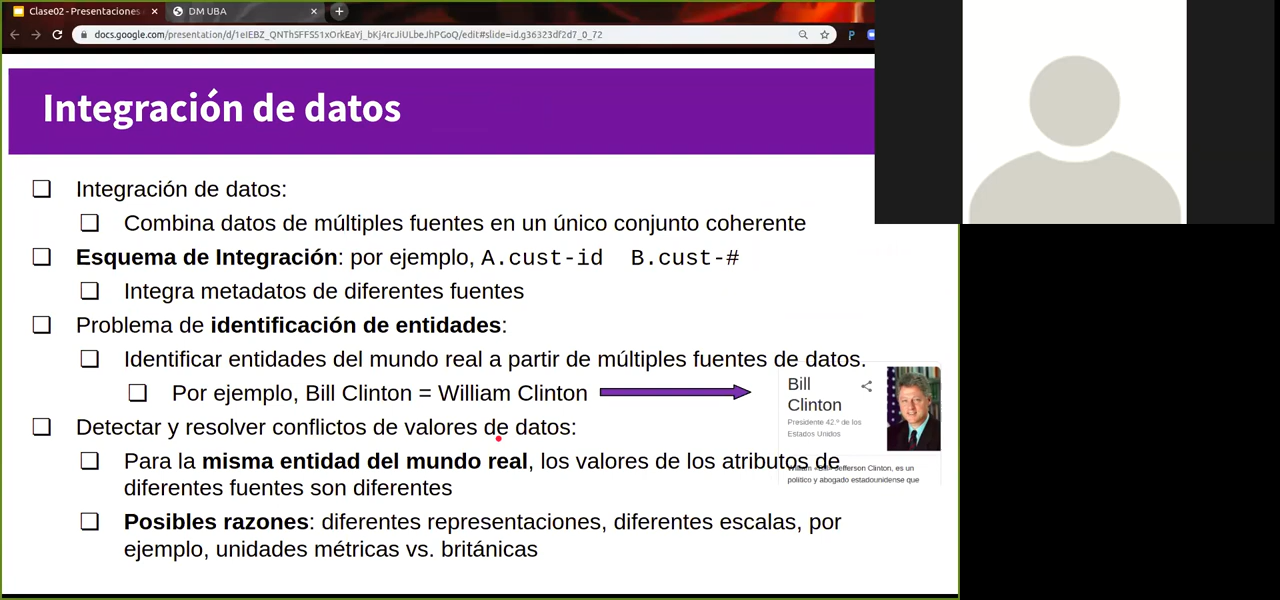 Clase02 - Presentaciones
DM UBA
docs.google.com/presentation/d/1eIEBZ_QNThSFFS51xOrkEaYj_bKj4rcJiULbeJhPGoQ/edit#slide=id.g36323df2d7_0_72
Integración de datos
Integración de datos:
Combina datos de múltiples fuentes en un único conjunto coherente
Esquema de Integración: por ejemplo, A.cust-id B.cust-#
Integra metadatos de diferentes fuentes
Problema de identificación de entidades:
Identificar entidades del mundo real a partir de múltiples fuentes de datos.
Por ejemplo, Bill Clinton = William Clinton
Bill
Clinton
Presidente 42.º de los
Estados Unidos
William «Bill» Jefferson Clinton, es un
político y abogado estadounidense que
Detectar y resolver conflictos de valores de datos:
Para la misma entidad del mundo real, los valores de los atributos de
diferentes fuentes son diferentes
Posibles razones: diferentes representaciones, diferentes escalas, por
ejemplo, unidades métricas vs. británicas